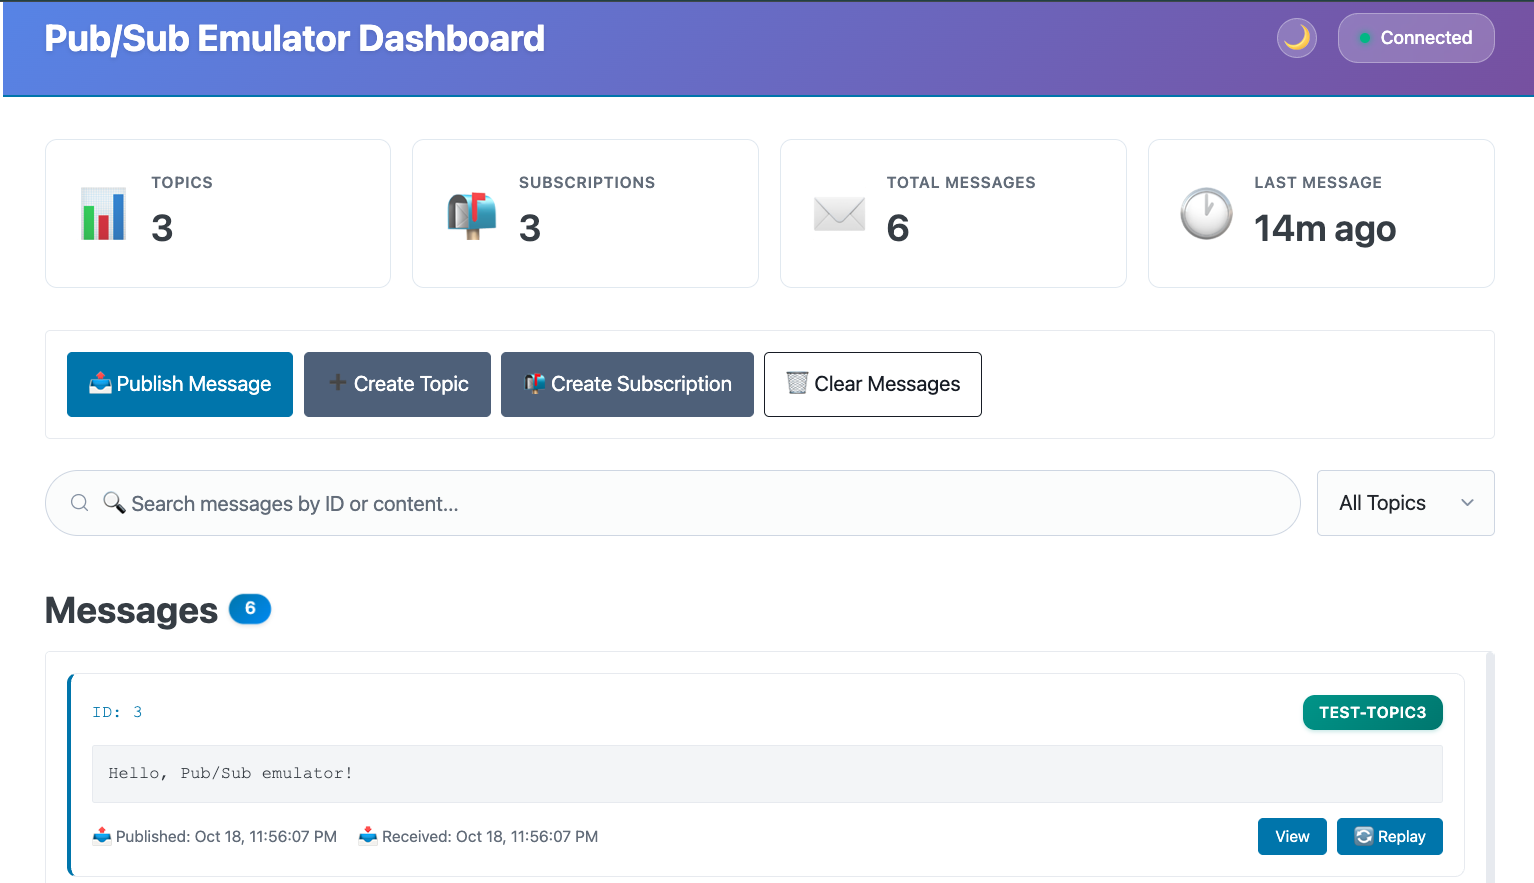 Pub/Sub Emulator Dashboard
Connected
TOPICS
3
SUBSCRIPTIONS
3
TOTAL MESSAGES
6
LAST MESSAGE
14m ago
Publish Message
Create Topic
Create Subscription
Clear Messages
Search messages by ID or content...
All Topics
Messages 6
ID: 3
TEST-TOPIC3
Hello, Pub/Sub emulator!
Published: Oct 18, 11:56:07 PM
Received: Oct 18, 11:56:07 PM
View
Replay